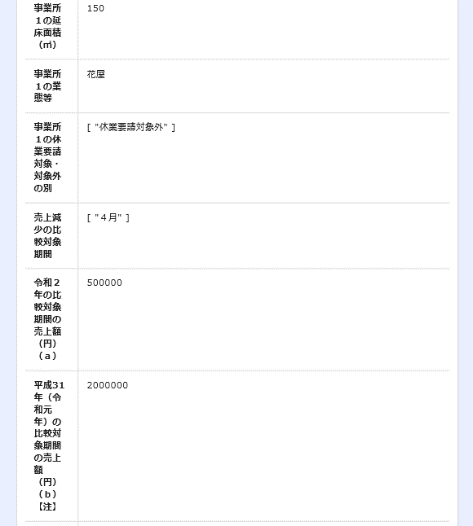 事業所
１の延
床面積
（㎡）
150
事業所
１の業
態等
花屋
事業所
１の休
業要請
対象・
対象外
の別
[ "休業要請対象外" ]
売上減
少の比
較対象
期間
[ "４月" ]
令和２
年の比
較対象
期間の
売上額
（円）
（ａ）
500000
平成31
年（令
和元
年）の
比較対
象期間
の売上
額
（円）
（ｂ）
【注】
2000000